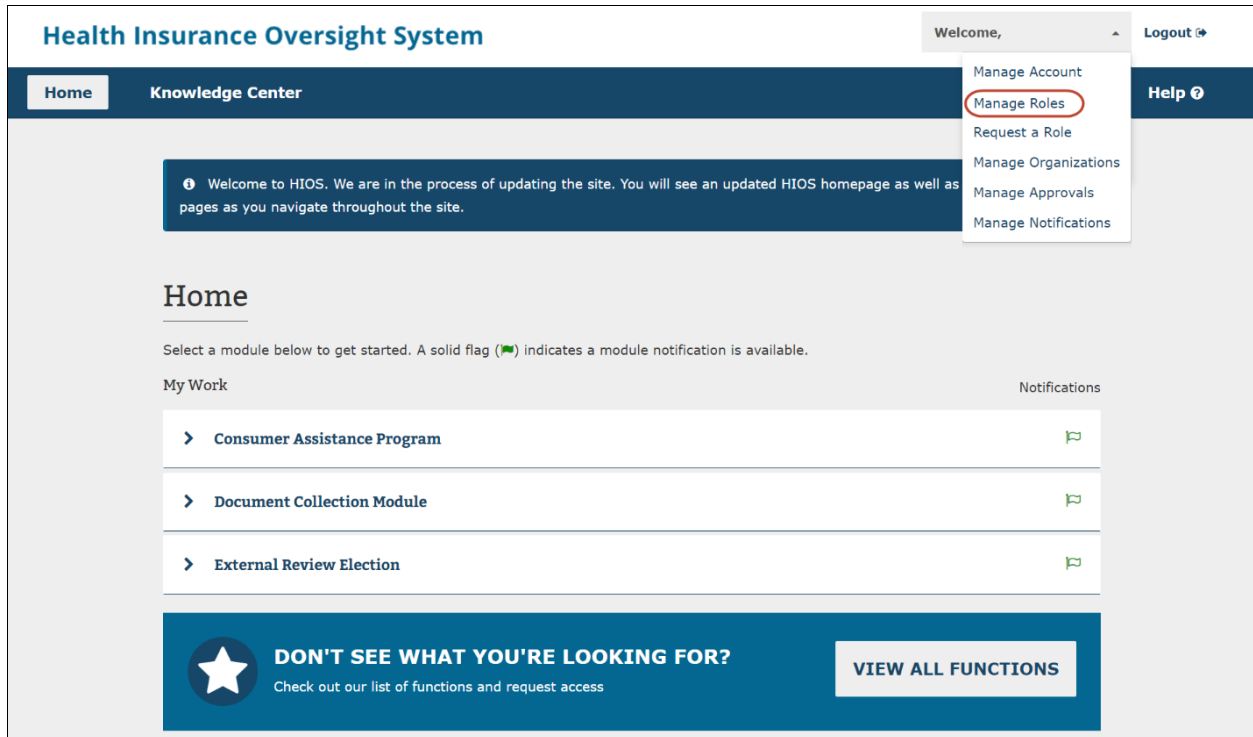 Health Insurance Oversight System
Welcome,
Logout
Manage Account
Manage Roles
Request a Role
Manage Organizations
Manage Approvals
Manage Notifications
Home
Knowledge Center
Help
Welcome to HIOS. We are in the process of updating the site. You will see an updated HIOS homepage as well as
pages as you navigate throughout the site.
Home
Select a module below to get started. A solid flag () indicates a module notification is available.
My Work
Notifications
Consumer Assistance Program
Document Collection Module
External Review Election
DON'T SEE WHAT YOU'RE LOOKING FOR?
Check out our list of functions and request access
VIEW ALL FUNCTIONS